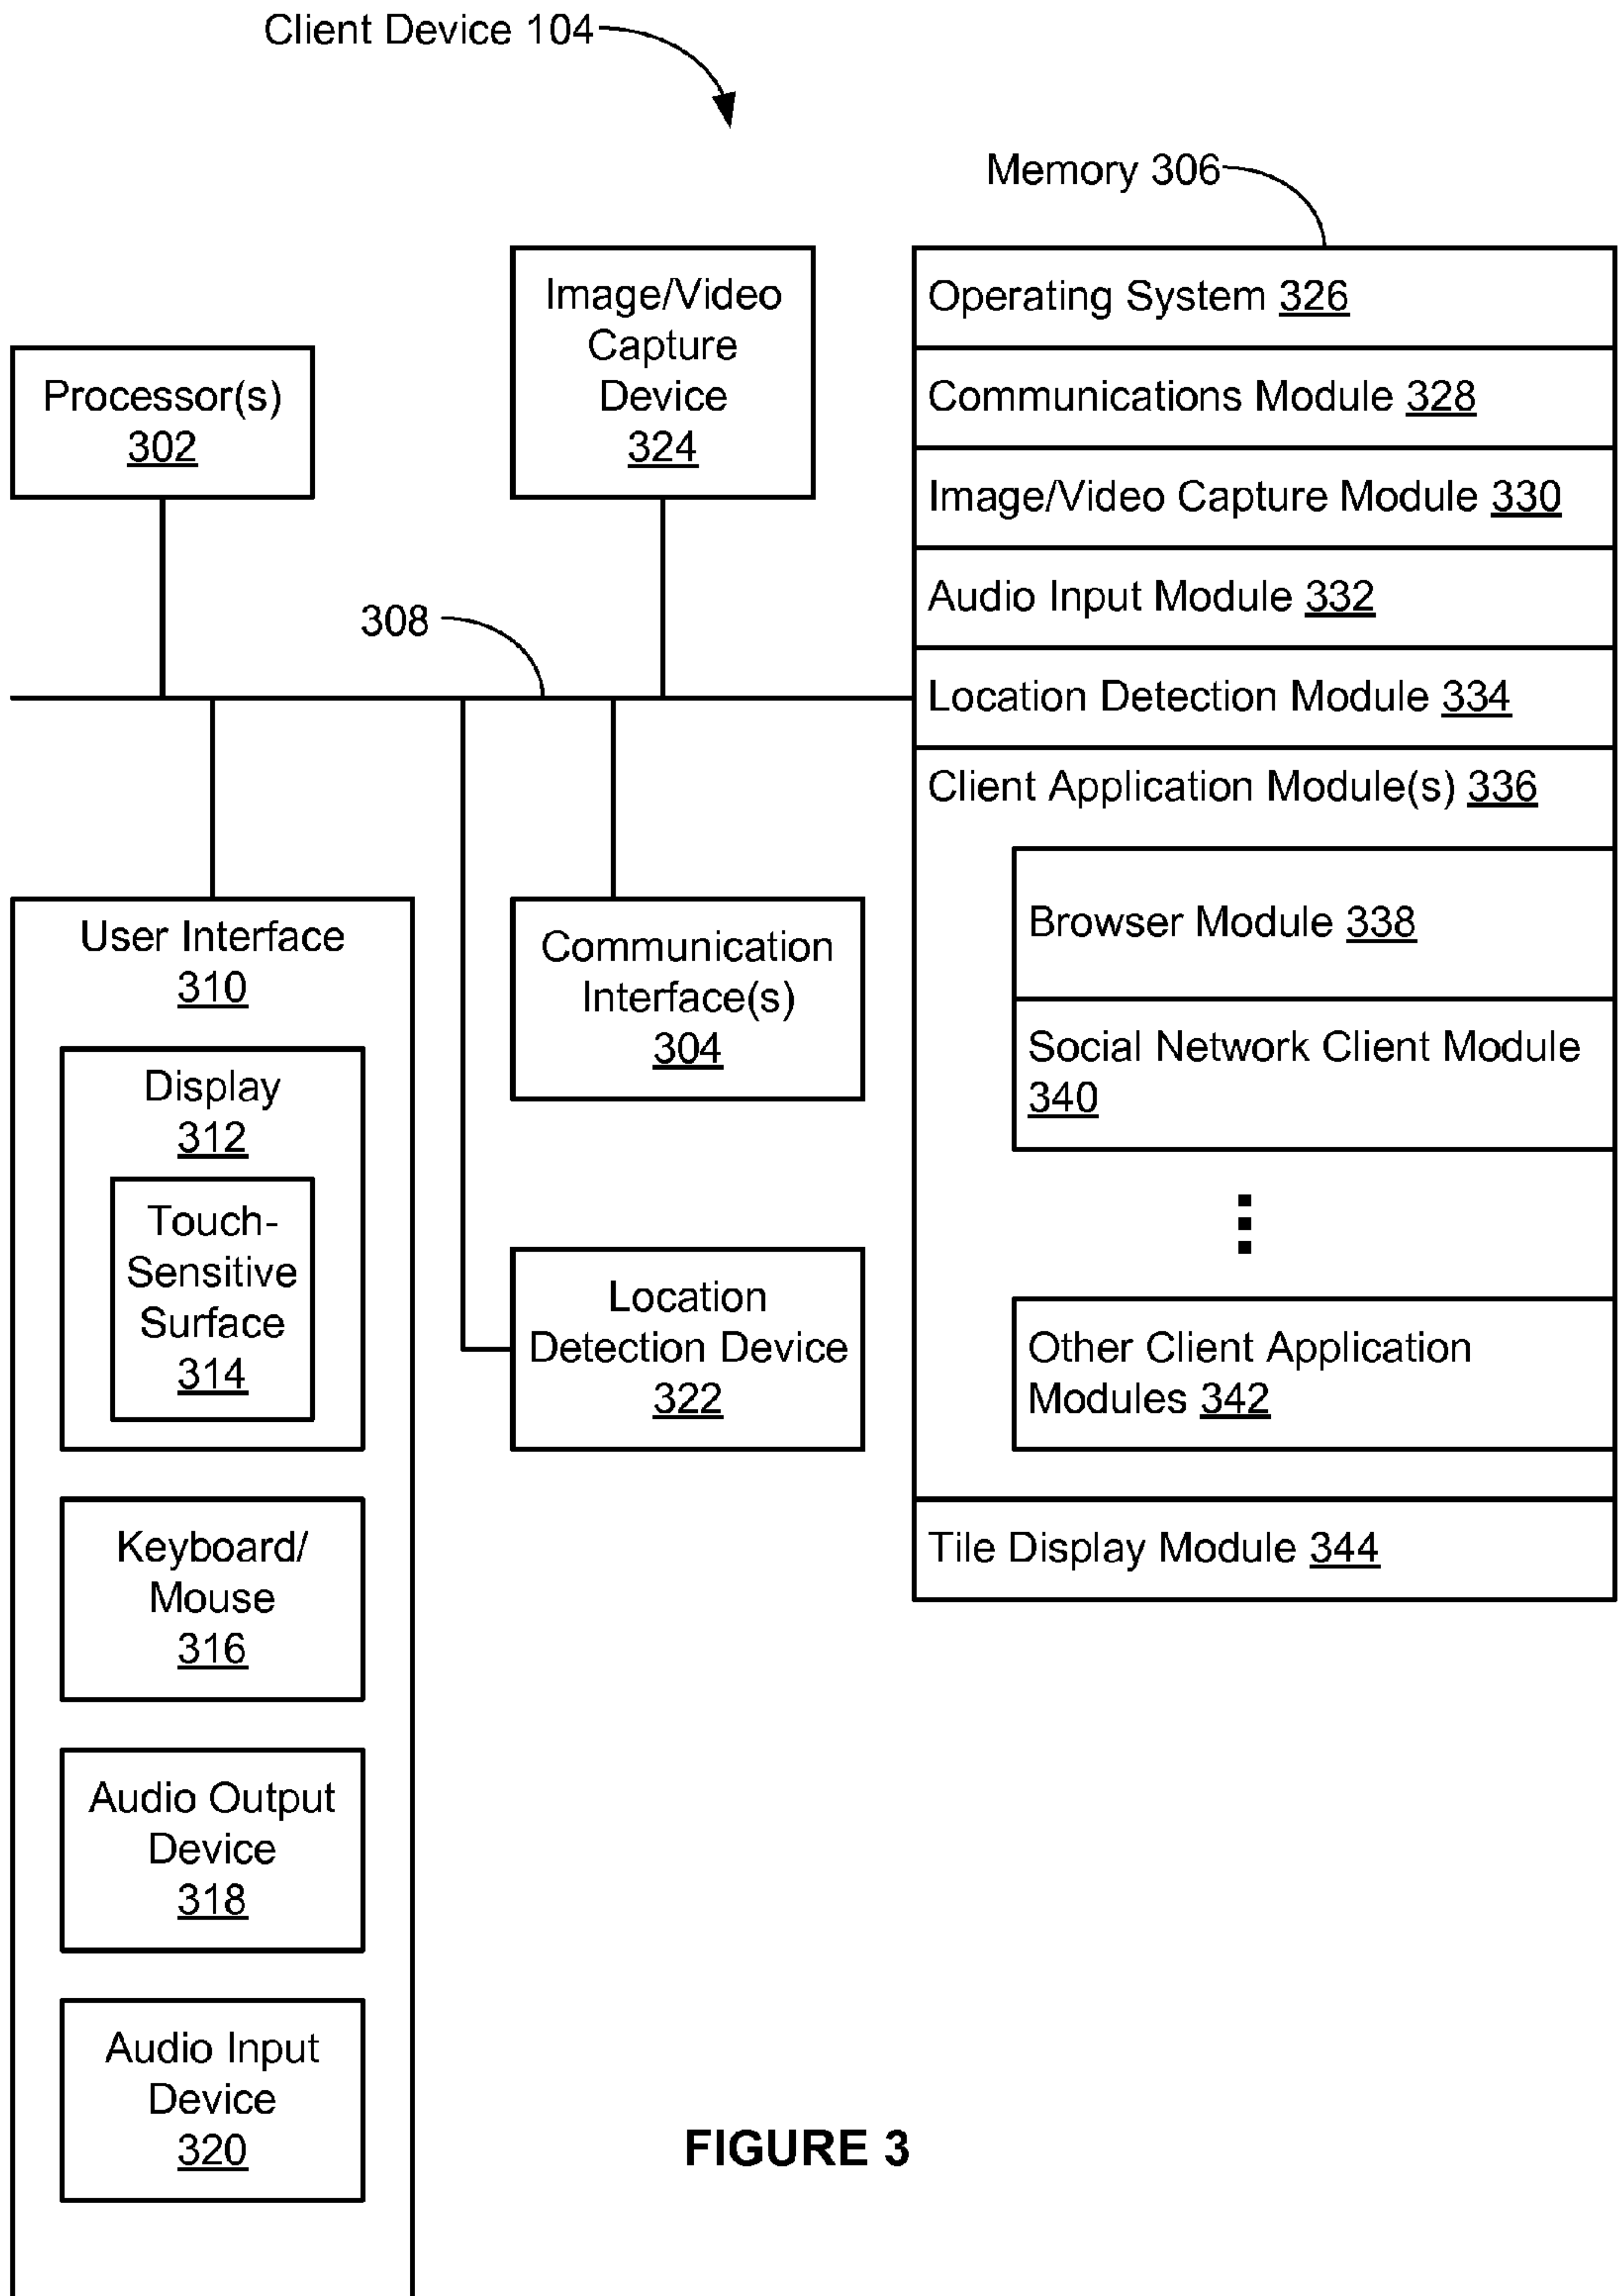 Client Device 104
Memory 306
Processor(s)
302
Image/Video
Capture
Device
324
308
User Interface
310
Display
312
Touch-
Sensitive
Surface
314
Keyboard/
Mouse
316
Audio Output
Device
318
Audio Input
Device
320
Communication
Interface(s)
304
Location
Detection Device
322
Operating System 326
Communications Module 328
Image/Video Capture Module 330
Audio Input Module 332
Location Detection Module 334
Client Application Module(s) 336
Browser Module 338
Social Network Client Module
340
Other Client Application
Modules 342
Tile Display Module 344
FIGURE 3